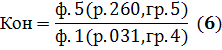 Кон = ф.5(р.260,гр.5) / ф.1(р.031,гр.4) (6)